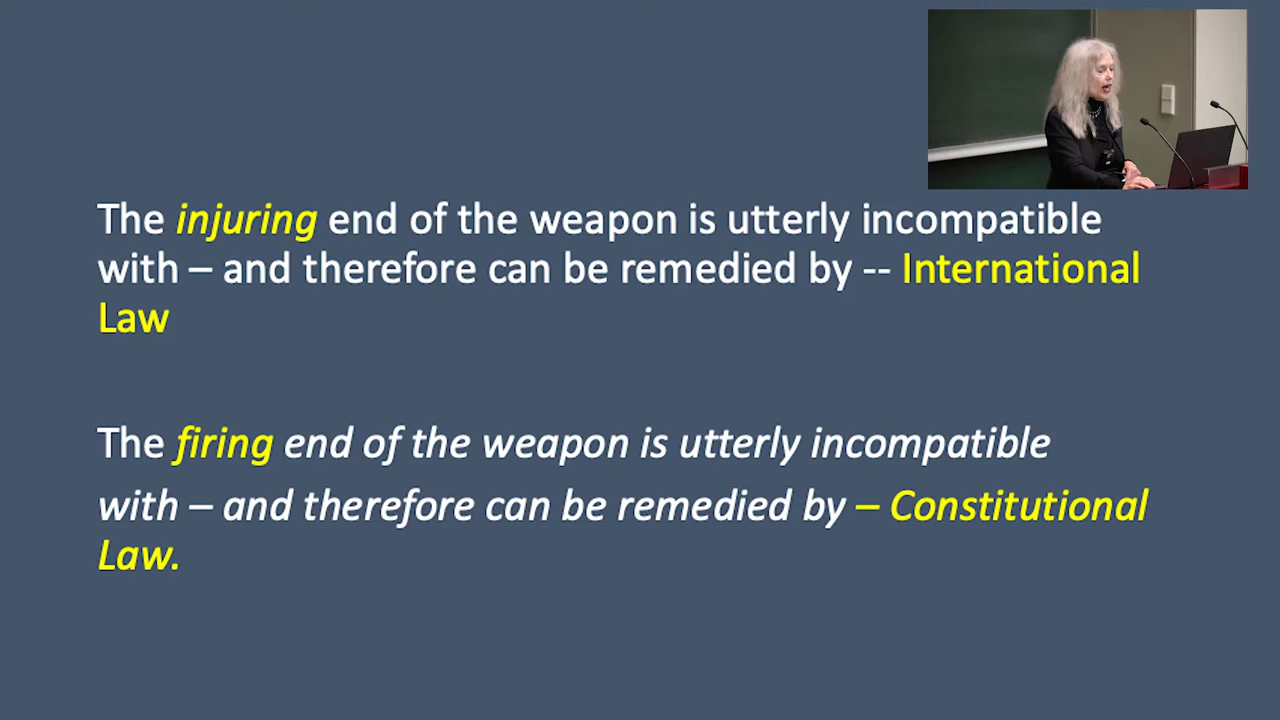 The injuring end of the weapon is utterly incompatible
with – and therefore can be remedied by -- International
Law
The firing end of the weapon is utterly incompatible
with – and therefore can be remedied by – Constitutional
Law.